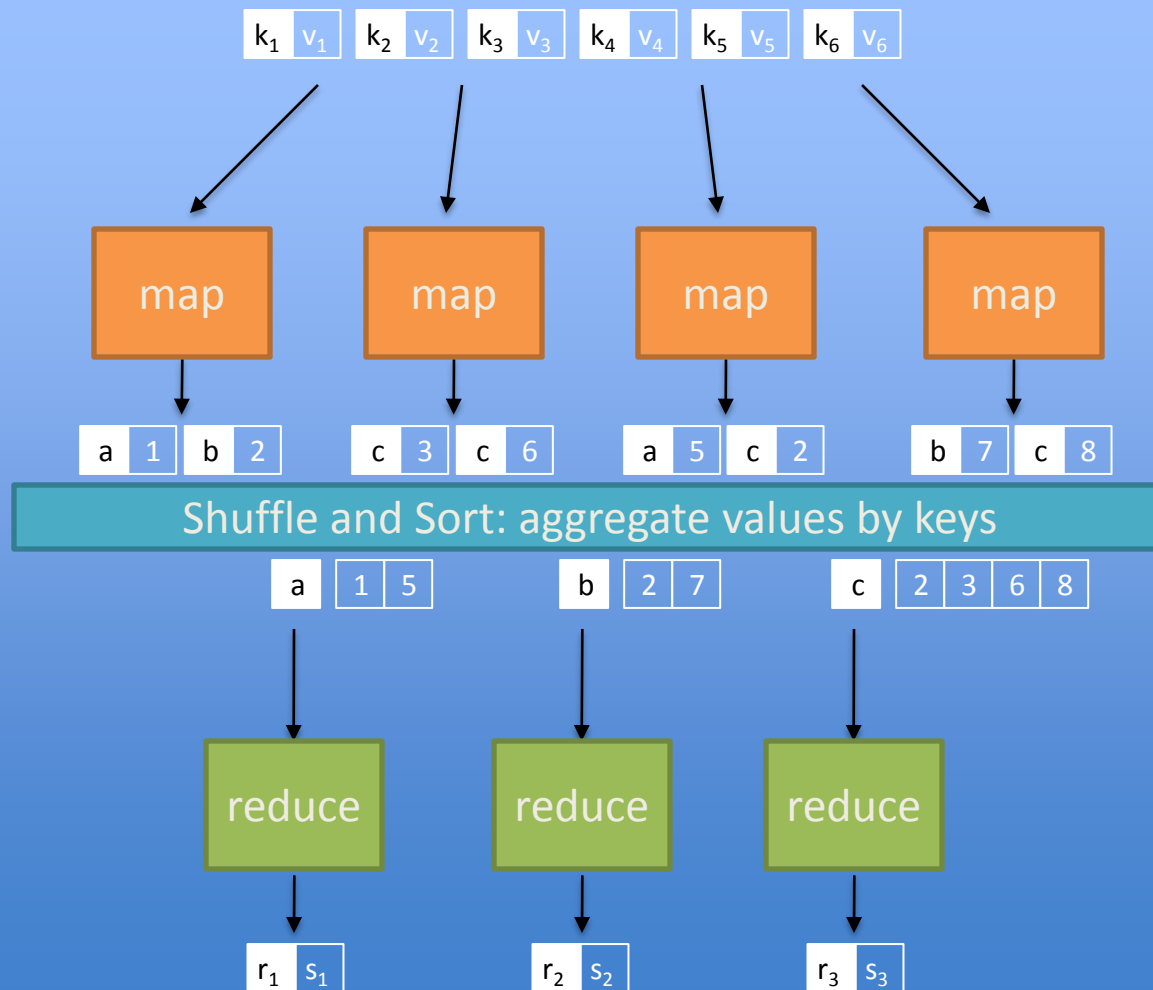 k₁ v₁ k₂ v₂ k₃ v₃ k₄ v₄ k₅ v₅ k₆ v₆
map map map map
a 1 b 2 c 3 c 6 a 5 c 2 b 7 c 8
Shuffle and Sort: aggregate values by keys
a 1 5 b 2 7 c 2 3 6 8
reduce reduce reduce
r₁ s₁ r₂ s₂ r₃ s₃